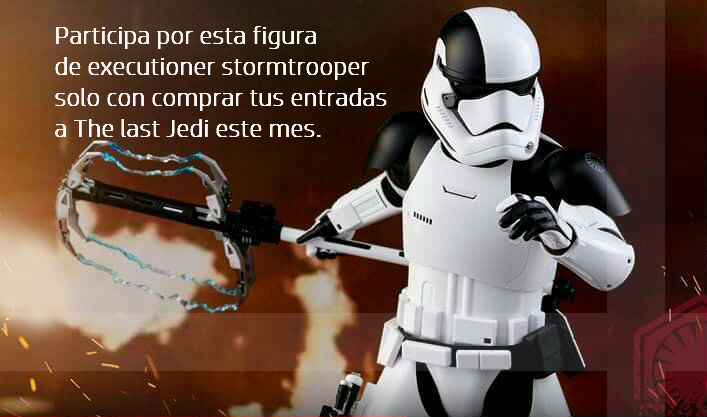 Participa por esta figura
de executioner stormtrooper
solo con comprar tus entradas
a The last Jedi este mes.